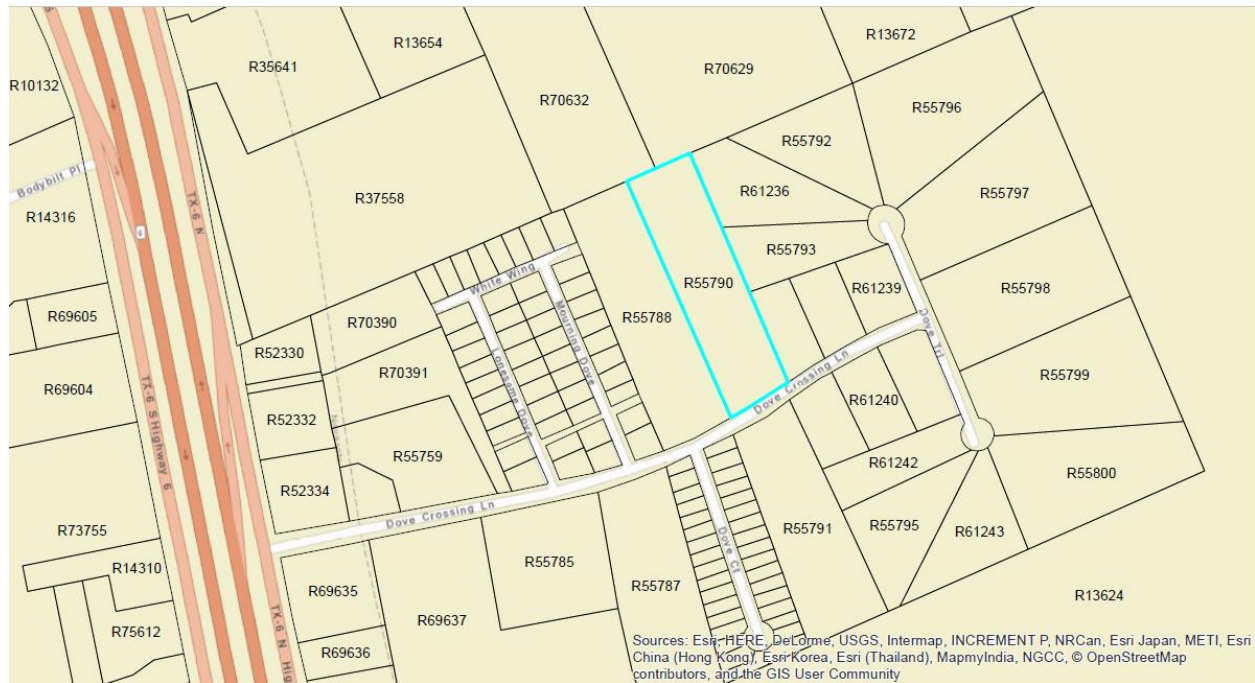 R13654
R13672
R35641
R70629
R10132
R70632
R55796
R55792
Bodybilt Pl
R37558
R61236
R55797
TX-6 N
R14316
R55793
White Wing
R55790
R61239
R55798
R69605
R70390
R55788
Mourning Dove
Dove Trl
R52330
Lonesame Dove
Dove Crossing Ln
R70391
R55799
R69604
R61240
TX-6 S Highway 6
R52332
R55759
R61242
R55800
R52334
R73755
Dove Crossing Ln
R55795
R61243
R55791
Dove Ct
R14310
R55785
R55787
R69635
R13624
R75612
R69637
TX-6 N Hig
R69636
Sources: Esri, HERE, DeLorme, USGS, Intermap, INCREMENT P, NRCan, Esri Japan, METI, Esri
China (Hong Kong), Esri Korea, Esri (Thailand), MapmyIndia, NGCC, © OpenStreetMap
contributors, and the GIS User Community